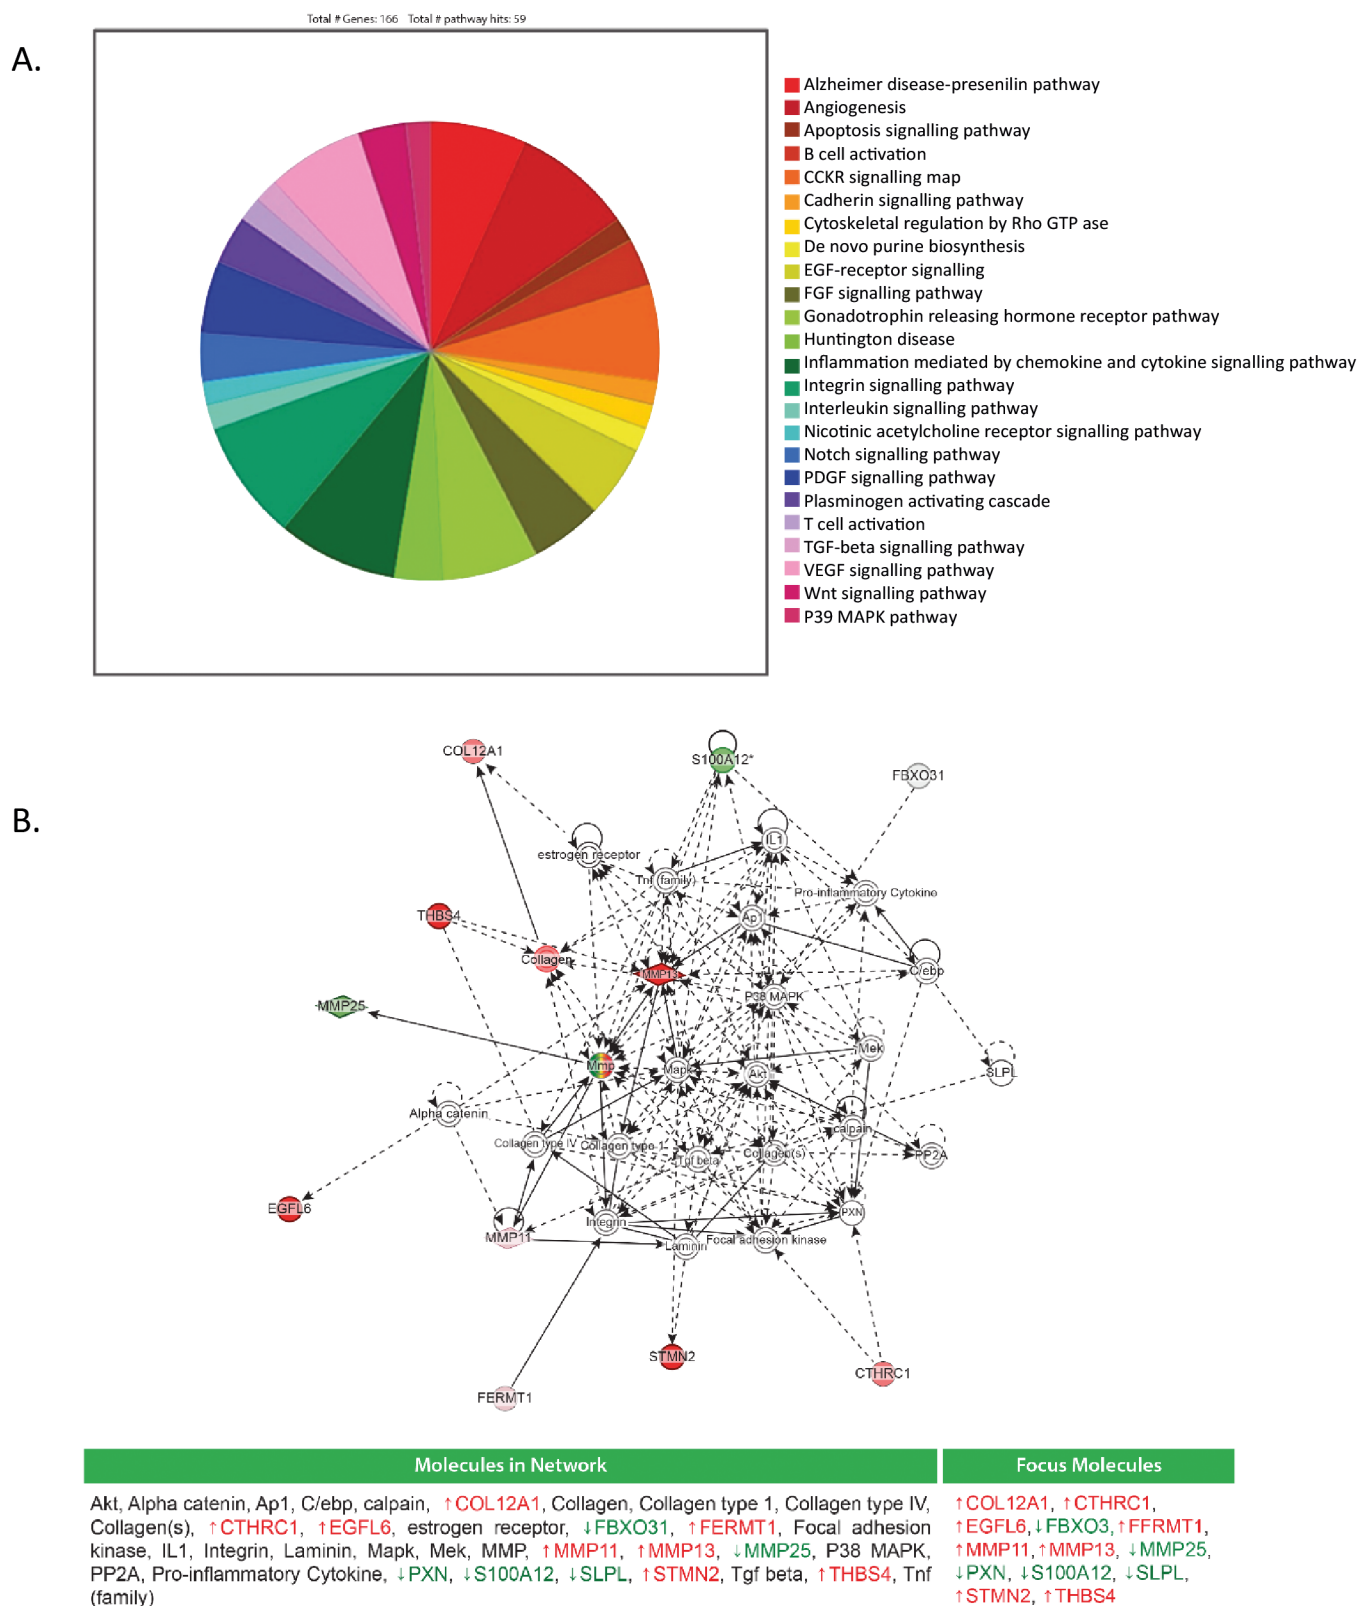 Total # Genes: 166 Total # pathway hits: 59
A.
Alzheimer disease-presenilin pathway
Angiogenesis
Apoptosis signalling pathway
B cell activation
CCKR signalling map
Cadherin signalling pathway
Cytoskeletal regulation by Rho GTP ase
De novo purine biosynthesis
EGF-receptor signalling
FGF signalling pathway
Gonadotrophin releasing hormone receptor pathway
Huntington disease
Inflammation mediated by chemokine and cytokine signalling pathway
Integrin signalling pathway
Interleukin signalling pathway
Nicotinic acetylcholine receptor signalling pathway
Notch signalling pathway
PDGF signalling pathway
Plasminogen activating cascade
T cell activation
TGF-beta signalling pathway
VEGF signalling pathway
Wnt signalling pathway
P39 MAPK pathway
B.
COL12A1
S100A12*
FBXO31
estrogen receptor
IL1
Tnf (family)
Pro-inflammatory Cytokine
THBS4
Ap1
Collagen
MMP13
C/ebp
P38 MAPK
MMP25
Mek
Mmp
Mapk
Akt
SLPL
Alpha catenin
calpain
Collagen type IV
Collagen type 1
Tgf beta
Collagen(s)
PP2A
EGFL6
PXN
Integrin
MMP11
Laminin
Focal adhesion kinase
STMN2
CTHRC1
FERMT1
Molecules in Network
Akt, Alpha catenin, Ap1, C/ebp, calpain, ↑COL12A1, Collagen, Collagen type 1, Collagen type IV,
Collagen(s), ↑CTHRC1, ↑EGFL6, estrogen receptor, ↓FBXO31, ↑FERMT1, Focal adhesion
kinase, IL1, Integrin, Laminin, Mapk, Mek, MMP, ↑MMP11, ↑MMP13, ↓MMP25, P38 MAPK,
PP2A, Pro-inflammatory Cytokine, ↓PXN, ↓S100A12, ↓SLPL, ↑STMN2, Tgf beta, ↑THBS4, Tnf
(family)
Focus Molecules
↑COL12A1, ↑CTHRC1,
↑EGFL6,↓FBXO3,↑FFRMT1,
↑MMP11,↑MMP13, ↓MMP25,
↓PXN, ↓S100A12, ↓SLPL,
↑STMN2, ↑THBS4